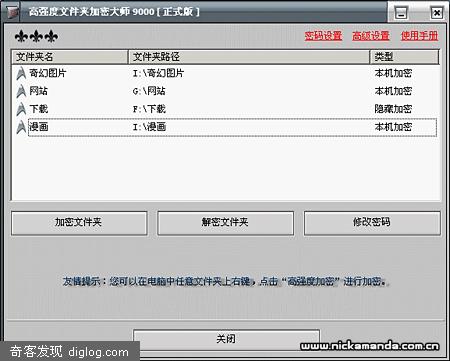 高强度文件夹加密大师 9000 [ 正式版 ]
密码设置 高级设置 使用手册
文件夹名 文件夹路径 类型
奇幻图片 I:\奇幻图片 本机加密
网站 G:\网站 本机加密
下载 F:\下载 隐藏加密
漫画 I:\漫画 本机加密
加密文件夹 解密文件夹 修改密码
友情提示：您可以在电脑中任意文件夹上右键，点击“高强度加密”进行加密。
关闭
奇客发现 diglog.com
www.nickamanda.com.cn